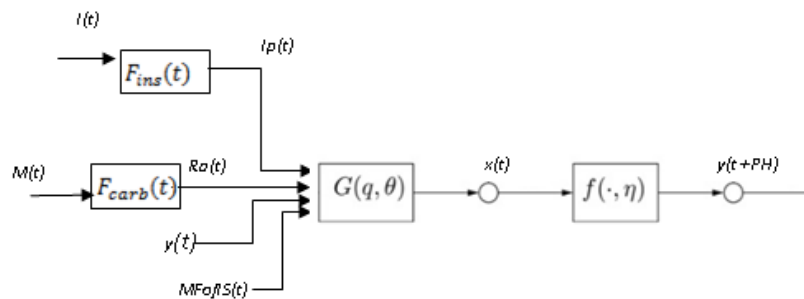 I(t)
Ip(t)
F_ins(t)
M(t)
Ra(t)
x(t)
y(t+PH)
F_carb(t)
G(q, θ)
f(·, η)
y(t)
MFofIS(t)